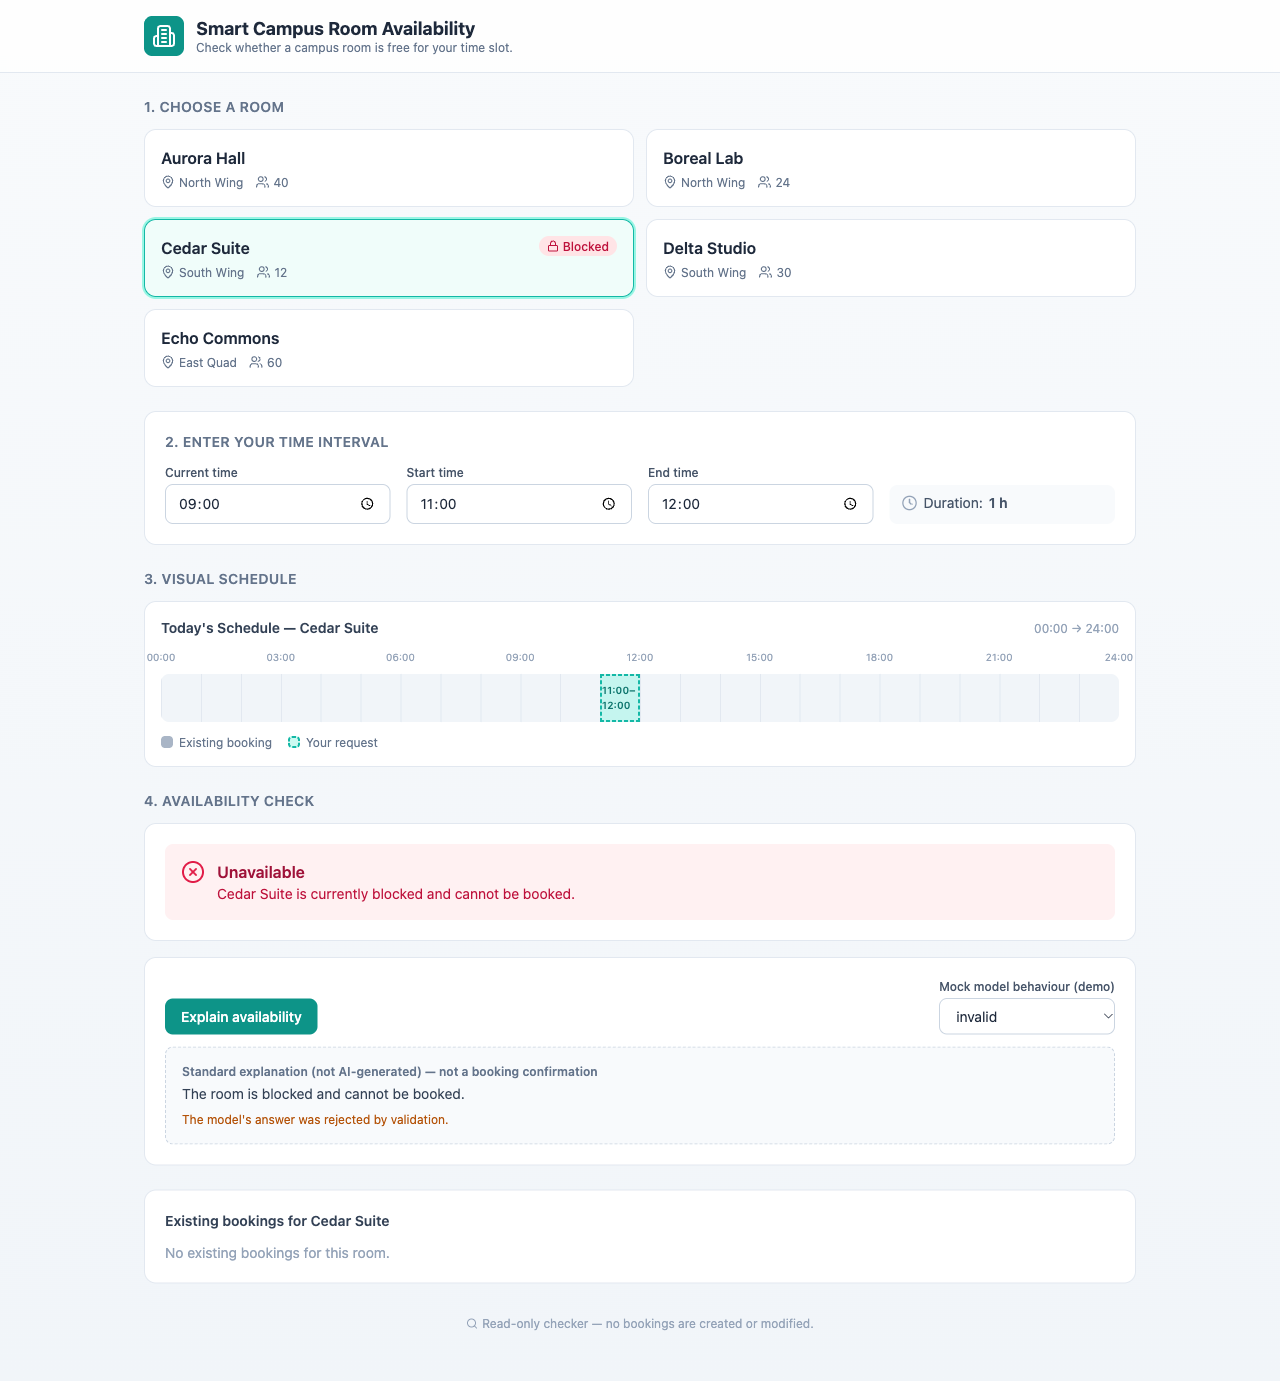 Smart Campus Room Availability
Check whether a campus room is free for your time slot.
1. CHOOSE A ROOM
Aurora Hall
North Wing 40
Boreal Lab
North Wing 24
Cedar Suite
Blocked
South Wing 12
Delta Studio
South Wing 30
Echo Commons
East Quad 60
2. ENTER YOUR TIME INTERVAL
Current time
09:00
Start time
11:00
End time
12:00
Duration: 1 h
3. VISUAL SCHEDULE
Today's Schedule — Cedar Suite
00:00 → 24:00
00:00 03:00 06:00 09:00 12:00 15:00 18:00 21:00 24:00
11:00–
12:00
Existing booking Your request
4. AVAILABILITY CHECK
Unavailable
Cedar Suite is currently blocked and cannot be booked.
Mock model behaviour (demo)
Explain availability
invalid
Standard explanation (not AI-generated) — not a booking confirmation
The room is blocked and cannot be booked.
The model's answer was rejected by validation.
Existing bookings for Cedar Suite
No existing bookings for this room.
Read-only checker — no bookings are created or modified.